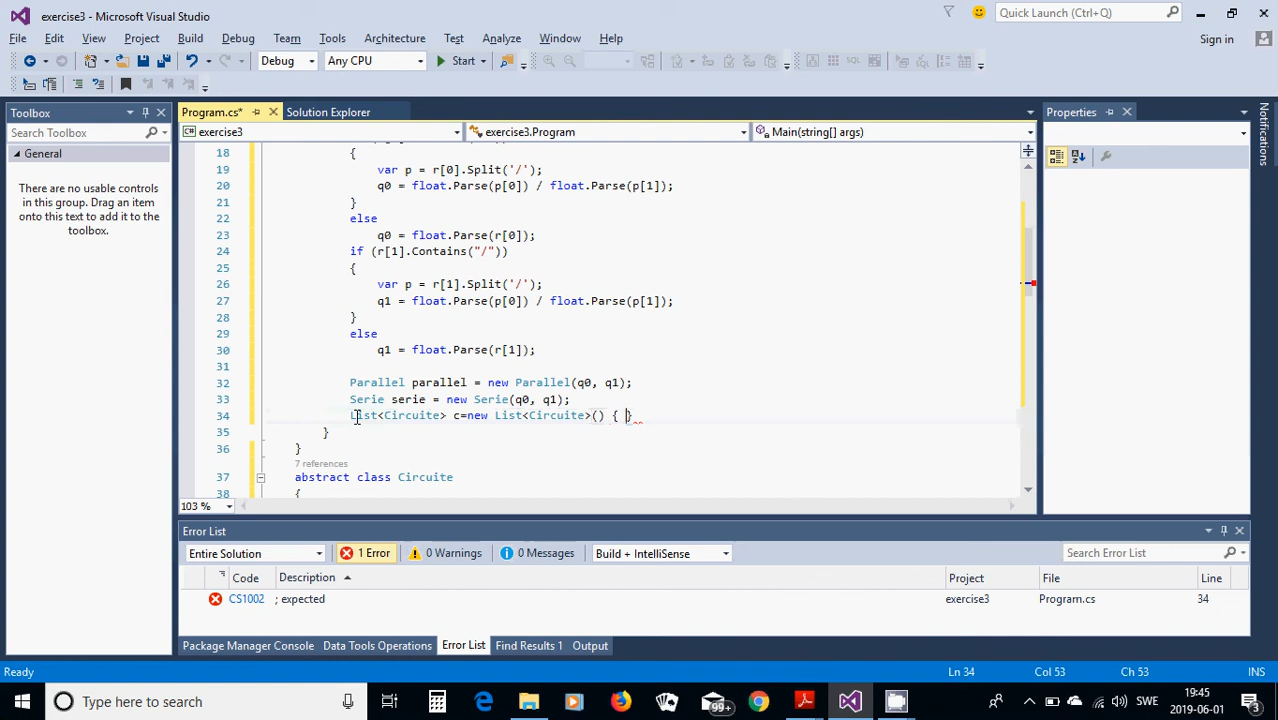 exercise3 - Microsoft Visual Studio
Quick Launch (Ctrl+Q)
File Edit View Project Build Debug Team Tools Architecture Test Analyze Window Help
Sign in
Debug Any CPU Start
Toolbox
Program.cs* Solution Explorer
Properties
Notifications
Search Toolbox
exercise3 exercise3.Program Main(string[] args)
General
There are no usable controls
in this group. Drag an item
onto this text to add it to the
toolbox.
18 {
19 var p = r[0].Split('/');
20 q0 = float.Parse(p[0]) / float.Parse(p[1]);
21 }
22 else
23 q0 = float.Parse(r[0]);
24 if (r[1].Contains("/"))
25 {
26 var p = r[1].Split('/');
27 q1 = float.Parse(p[0]) / float.Parse(p[1]);
28 }
29 else
30 q1 = float.Parse(r[1]);
31
32 Parallel parallel = new Parallel(q0, q1);
33 Serie serie = new Serie(q0, q1);
34 List<Circuite> c=new List<Circuite>() { }
35 }
36 }
7 references
37 abstract class Circuite
38 {
103 %
Error List
Entire Solution 1 Error 0 Warnings 0 Messages Build + IntelliSense
Search Error List
Code Description Project File Line
CS1002 ; expected exercise3 Program.cs 34
Package Manager Console Data Tools Operations Error List Find Results 1 Output
Ready Ln 34 Col 53 Ch 53 INS
Type here to search
99+
SWE
19:45
2019-06-01
3